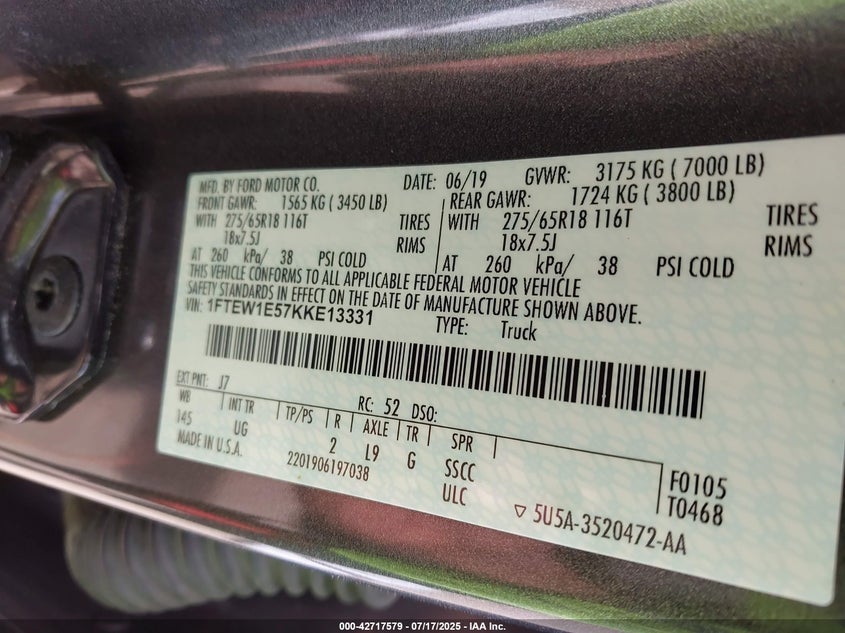 MFD. BY FORD MOTOR CO.
DATE: 06/19 GVWR: 3175 KG ( 7000 LB)
FRONT GAWR: 1565 KG ( 3450 LB)
REAR GAWR: 1724 KG ( 3800 LB)
WITH 275/65R18 116T TIRES
WITH 275/65R18 116T TIRES
18x7.5J RIMS
18x7.5J RIMS
AT 260 kPa/ 38 PSI COLD
AT 260 kPa/ 38 PSI COLD
THIS VEHICLE CONFORMS TO ALL APPLICABLE FEDERAL MOTOR VEHICLE
SAFETY STANDARDS IN EFFECT ON THE DATE OF MANUFACTURE SHOWN ABOVE.
VIN: 1FTEW1E57KKE13331
TYPE: Truck
EXT PNT: J7
RC: 52 DSO:
WB INT TR TP/PS R AXLE TR SPR
145 UG 2 L9 G SSCC
ULC
MADE IN U.S.A.
2201906197038
F0105
T0468
▽ 5U5A-3520472-AA
000-42717579 - 07/17/2025 - IAA Inc.